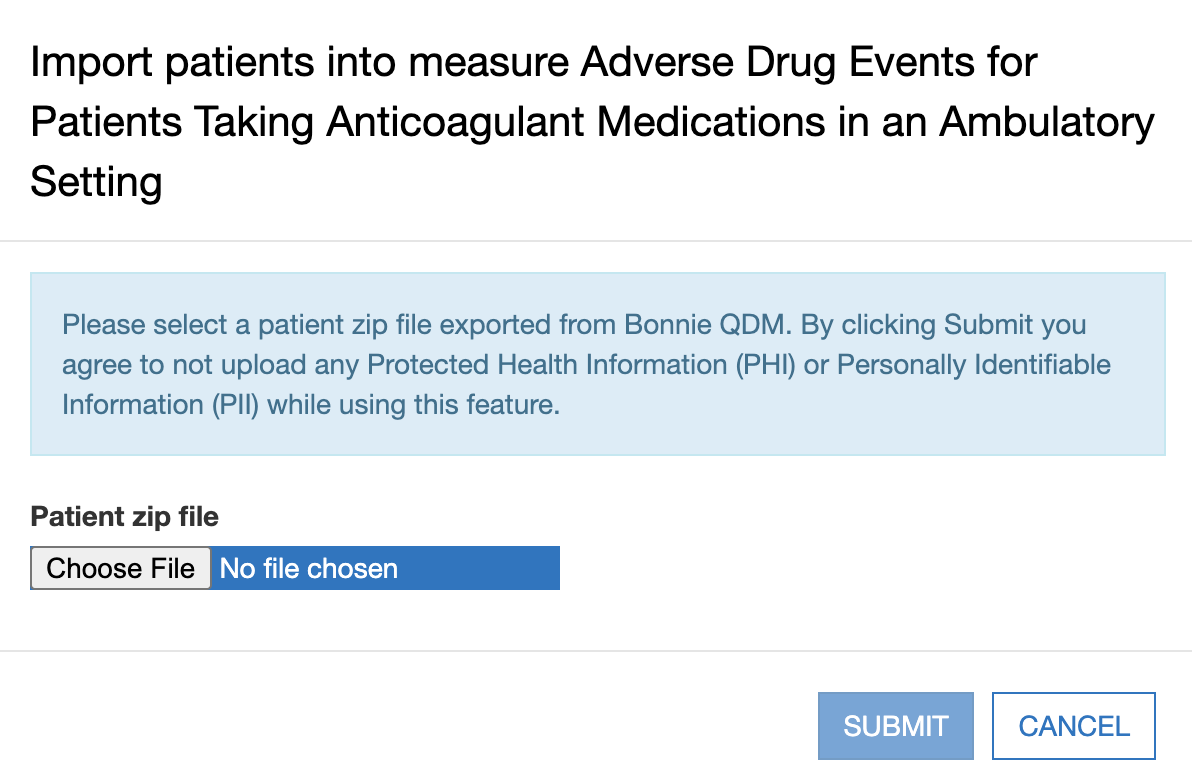 Import patients into measure Adverse Drug Events for
Patients Taking Anticoagulant Medications in an Ambulatory
Setting
Please select a patient zip file exported from Bonnie QDM. By clicking Submit you
agree to not upload any Protected Health Information (PHI) or Personally Identifiable
Information (PII) while using this feature.
Patient zip file
Choose File No file chosen
SUBMIT CANCEL